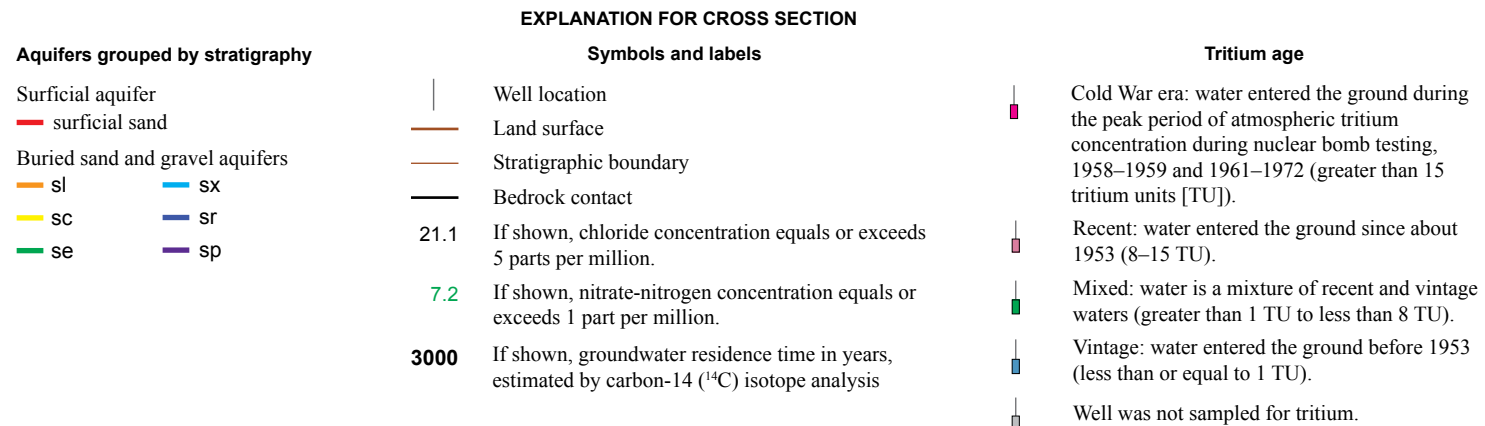 EXPLANATION FOR CROSS SECTION
Aquifers grouped by stratigraphy
Surficial aquifer
surficial sand
Buried sand and gravel aquifers
sl sx
sc sr
se sp
Symbols and labels
Well location
Land surface
Stratigraphic boundary
Bedrock contact
21.1 If shown, chloride concentration equals or exceeds
5 parts per million.
7.2 If shown, nitrate-nitrogen concentration equals or
exceeds 1 part per million.
3000 If shown, groundwater residence time in years,
estimated by carbon-14 (¹⁴C) isotope analysis
Tritium age
Cold War era: water entered the ground during
the peak period of atmospheric tritium
concentration during nuclear bomb testing,
1958–1959 and 1961–1972 (greater than 15
tritium units [TU]).
Recent: water entered the ground since about
1953 (8–15 TU).
Mixed: water is a mixture of recent and vintage
waters (greater than 1 TU to less than 8 TU).
Vintage: water entered the ground before 1953
(less than or equal to 1 TU).
Well was not sampled for tritium.